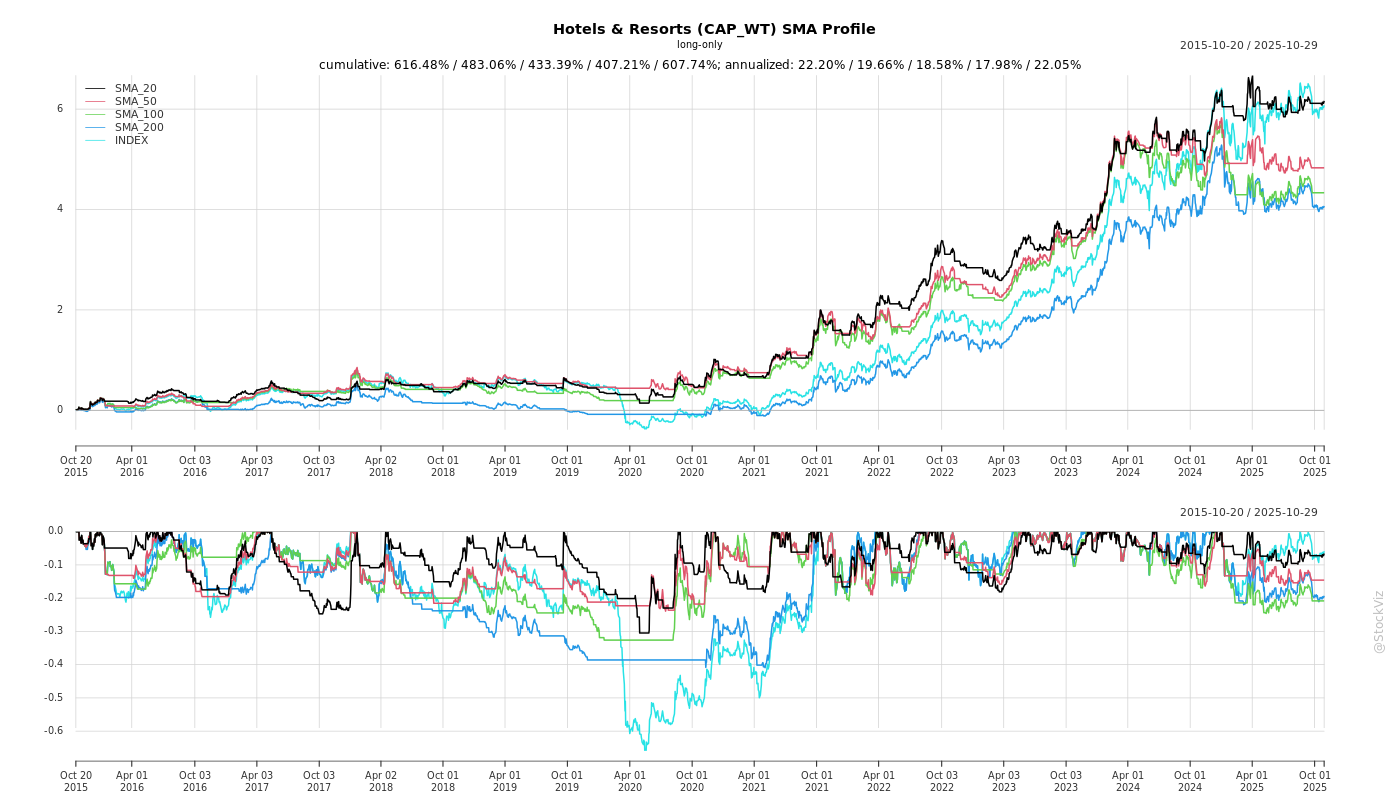 Hotels & Resorts (CAP_WT) SMA Profile
long-only
2015-10-20 / 2025-10-29
cumulative: 616.48% / 483.06% / 433.39% / 407.21% / 607.74%; annualized: 22.20% / 19.66% / 18.58% / 17.98% / 22.05%
SMA_20
SMA_50
SMA_100
SMA_200
INDEX
6
4
2
0
Oct 20 Apr 01 Oct 03 Apr 03 Oct 03 Apr 02 Oct 01 Apr 01 Oct 01 Apr 01 Oct 01 Apr 01 Oct 01 Apr 01 Oct 03 Apr 03 Oct 03 Apr 01 Oct 01 Apr 01 Oct 01
2015 2016 2016 2017 2017 2018 2018 2019 2019 2020 2020 2021 2021 2022 2022 2023 2023 2024 2024 2025 2025
2015-10-20 / 2025-10-29
0.0
-0.1
-0.2
-0.3
-0.4
-0.5
-0.6
Oct 20 Apr 01 Oct 03 Apr 03 Oct 03 Apr 02 Oct 01 Apr 01 Oct 01 Apr 01 Oct 01 Apr 01 Oct 01 Apr 01 Oct 03 Apr 03 Oct 03 Apr 01 Oct 01 Apr 01 Oct 01
2015 2016 2016 2017 2017 2018 2018 2019 2019 2020 2020 2021 2021 2022 2022 2023 2023 2024 2024 2025 2025
@StockViz